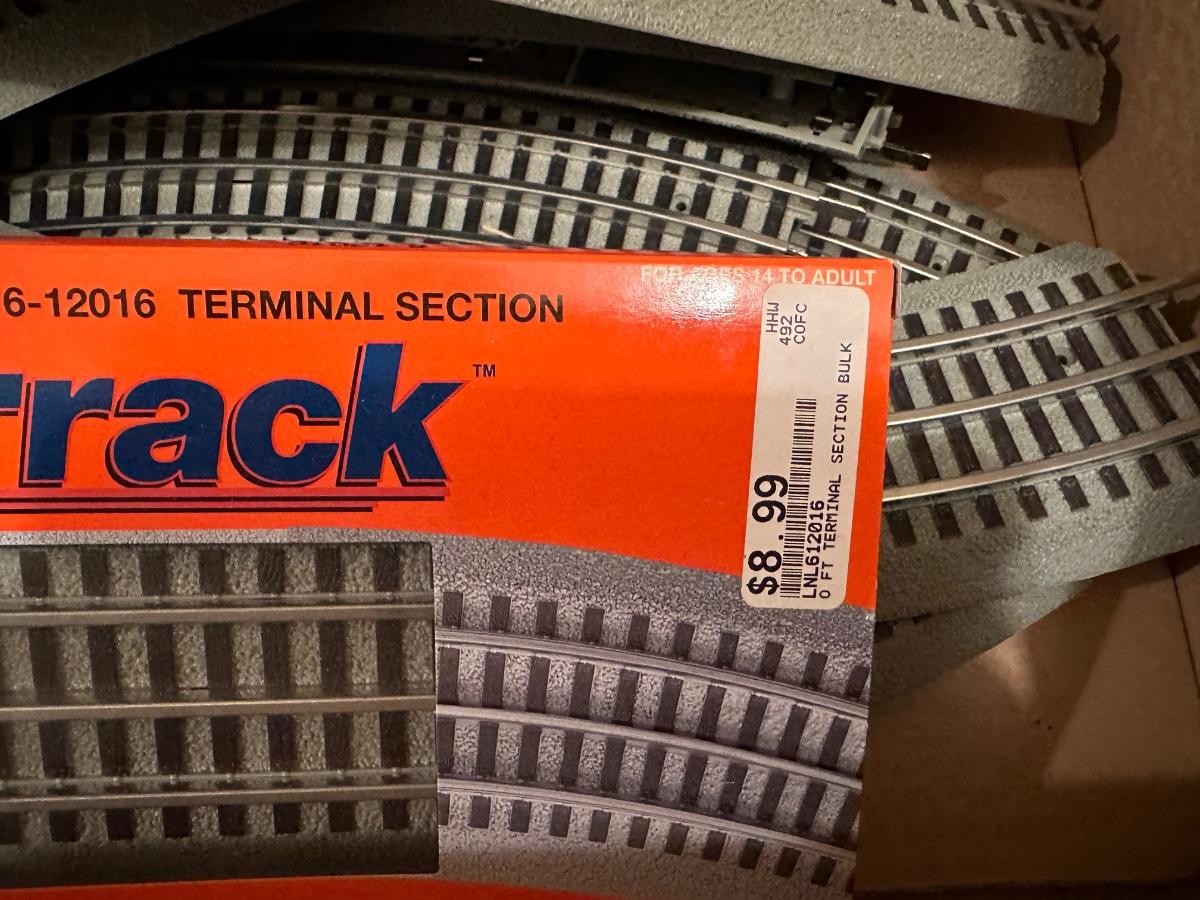 FOR AGES 14 TO ADULT
6-12016 TERMINAL SECTION
rack™
HHW
492
COFC
$8.99
LNL612016
O FT TERMINAL SECTION BULK